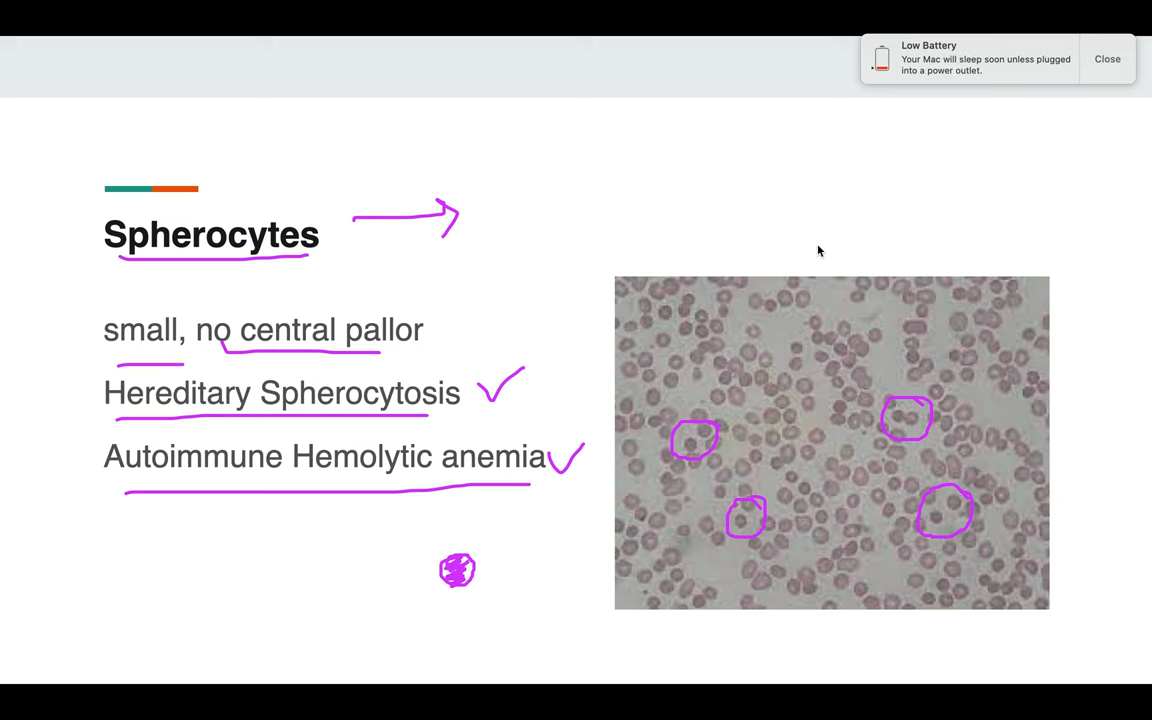 Low Battery
Your Mac will sleep soon unless plugged
into a power outlet.
Close
Spherocytes
small, no central pallor
Hereditary Spherocytosis
Autoimmune Hemolytic anemia